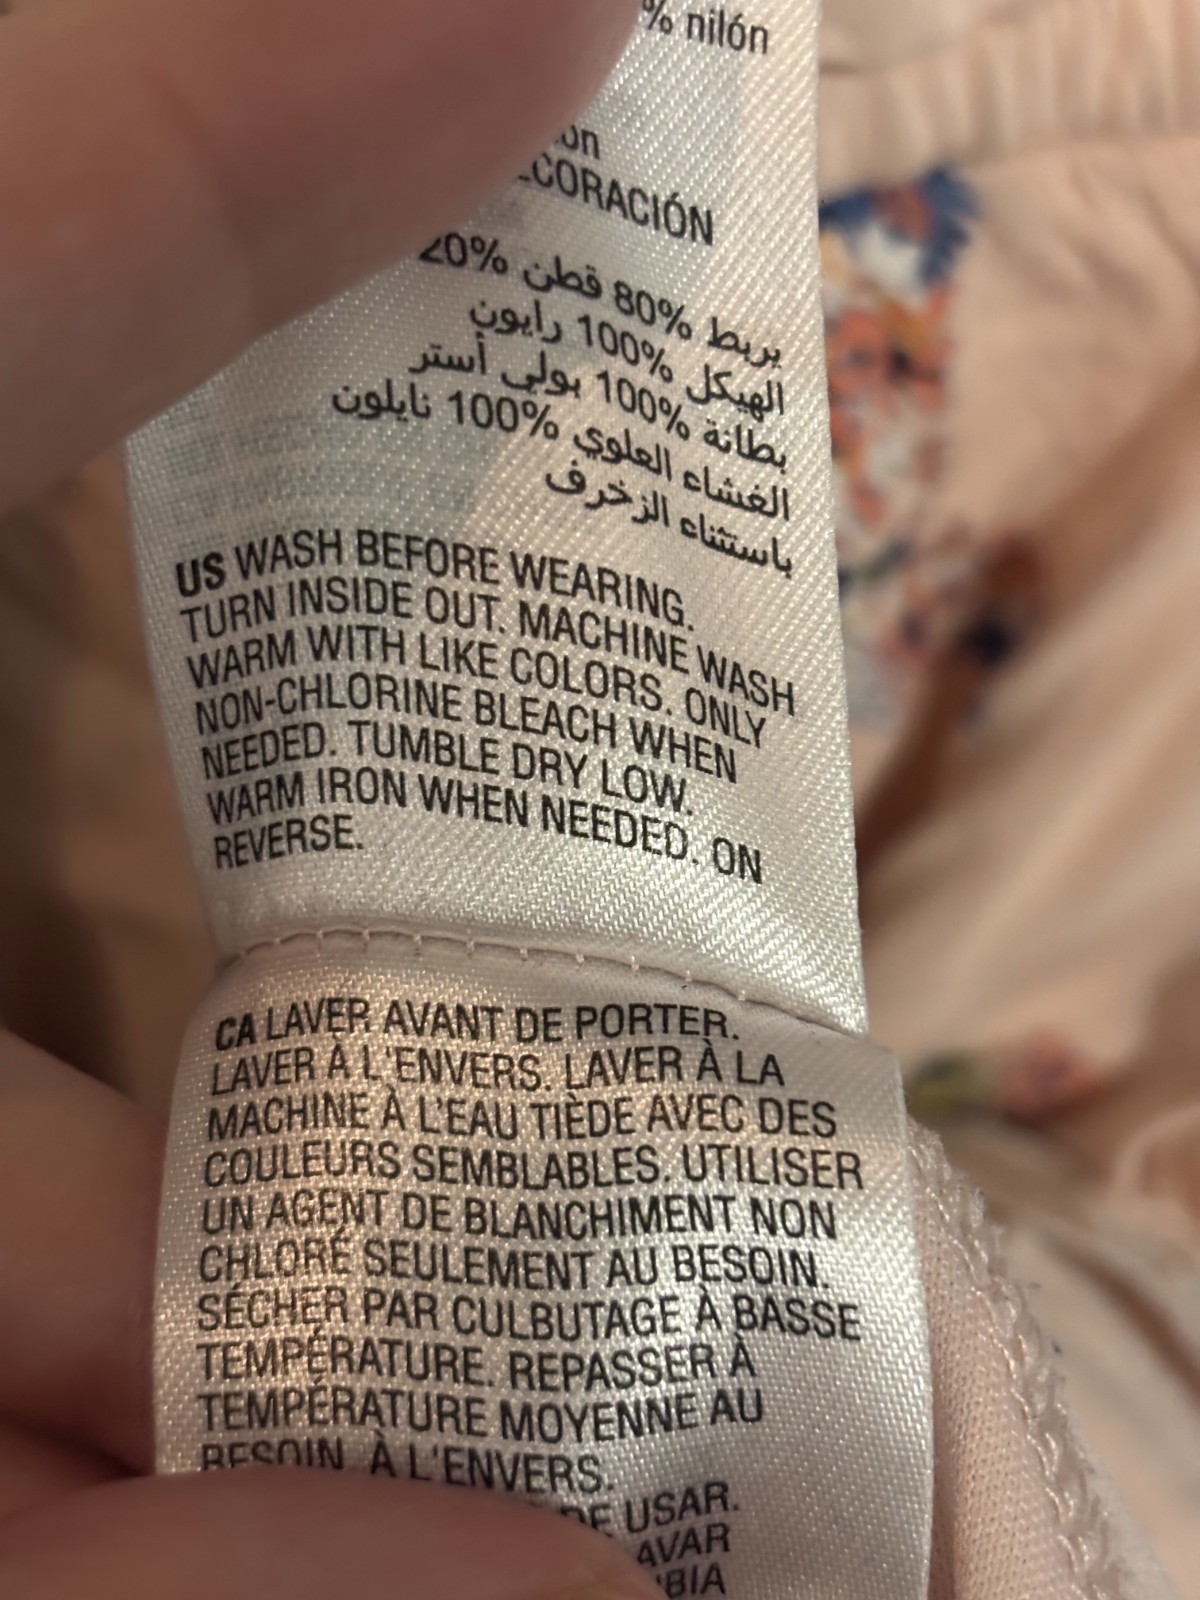 % nilón
CORACIÓN
يربط 80% قطن 20%
الهيكل 100% رايون
بطانة 100% بولي أستر
الغشاء العلوي 100% نايلون
باستثناء الزخرف
US WASH BEFORE WEARING.
TURN INSIDE OUT. MACHINE WASH
WARM WITH LIKE COLORS. ONLY
NON-CHLORINE BLEACH WHEN
NEEDED. TUMBLE DRY LOW.
WARM IRON WHEN NEEDED. ON
REVERSE.
CA LAVER AVANT DE PORTER.
LAVER À L'ENVERS. LAVER À LA
MACHINE À L'EAU TIÈDE AVEC DES
COULEURS SEMBLABLES. UTILISER
UN AGENT DE BLANCHIMENT NON
CHLORÉ SEULEMENT AU BESOIN.
SÉCHER PAR CULBUTAGE À BASSE
TEMPÉRATURE. REPASSER À
TEMPÉRATURE MOYENNE AU
BESOIN. À L'ENVERS.
DE USAR.
AVAR